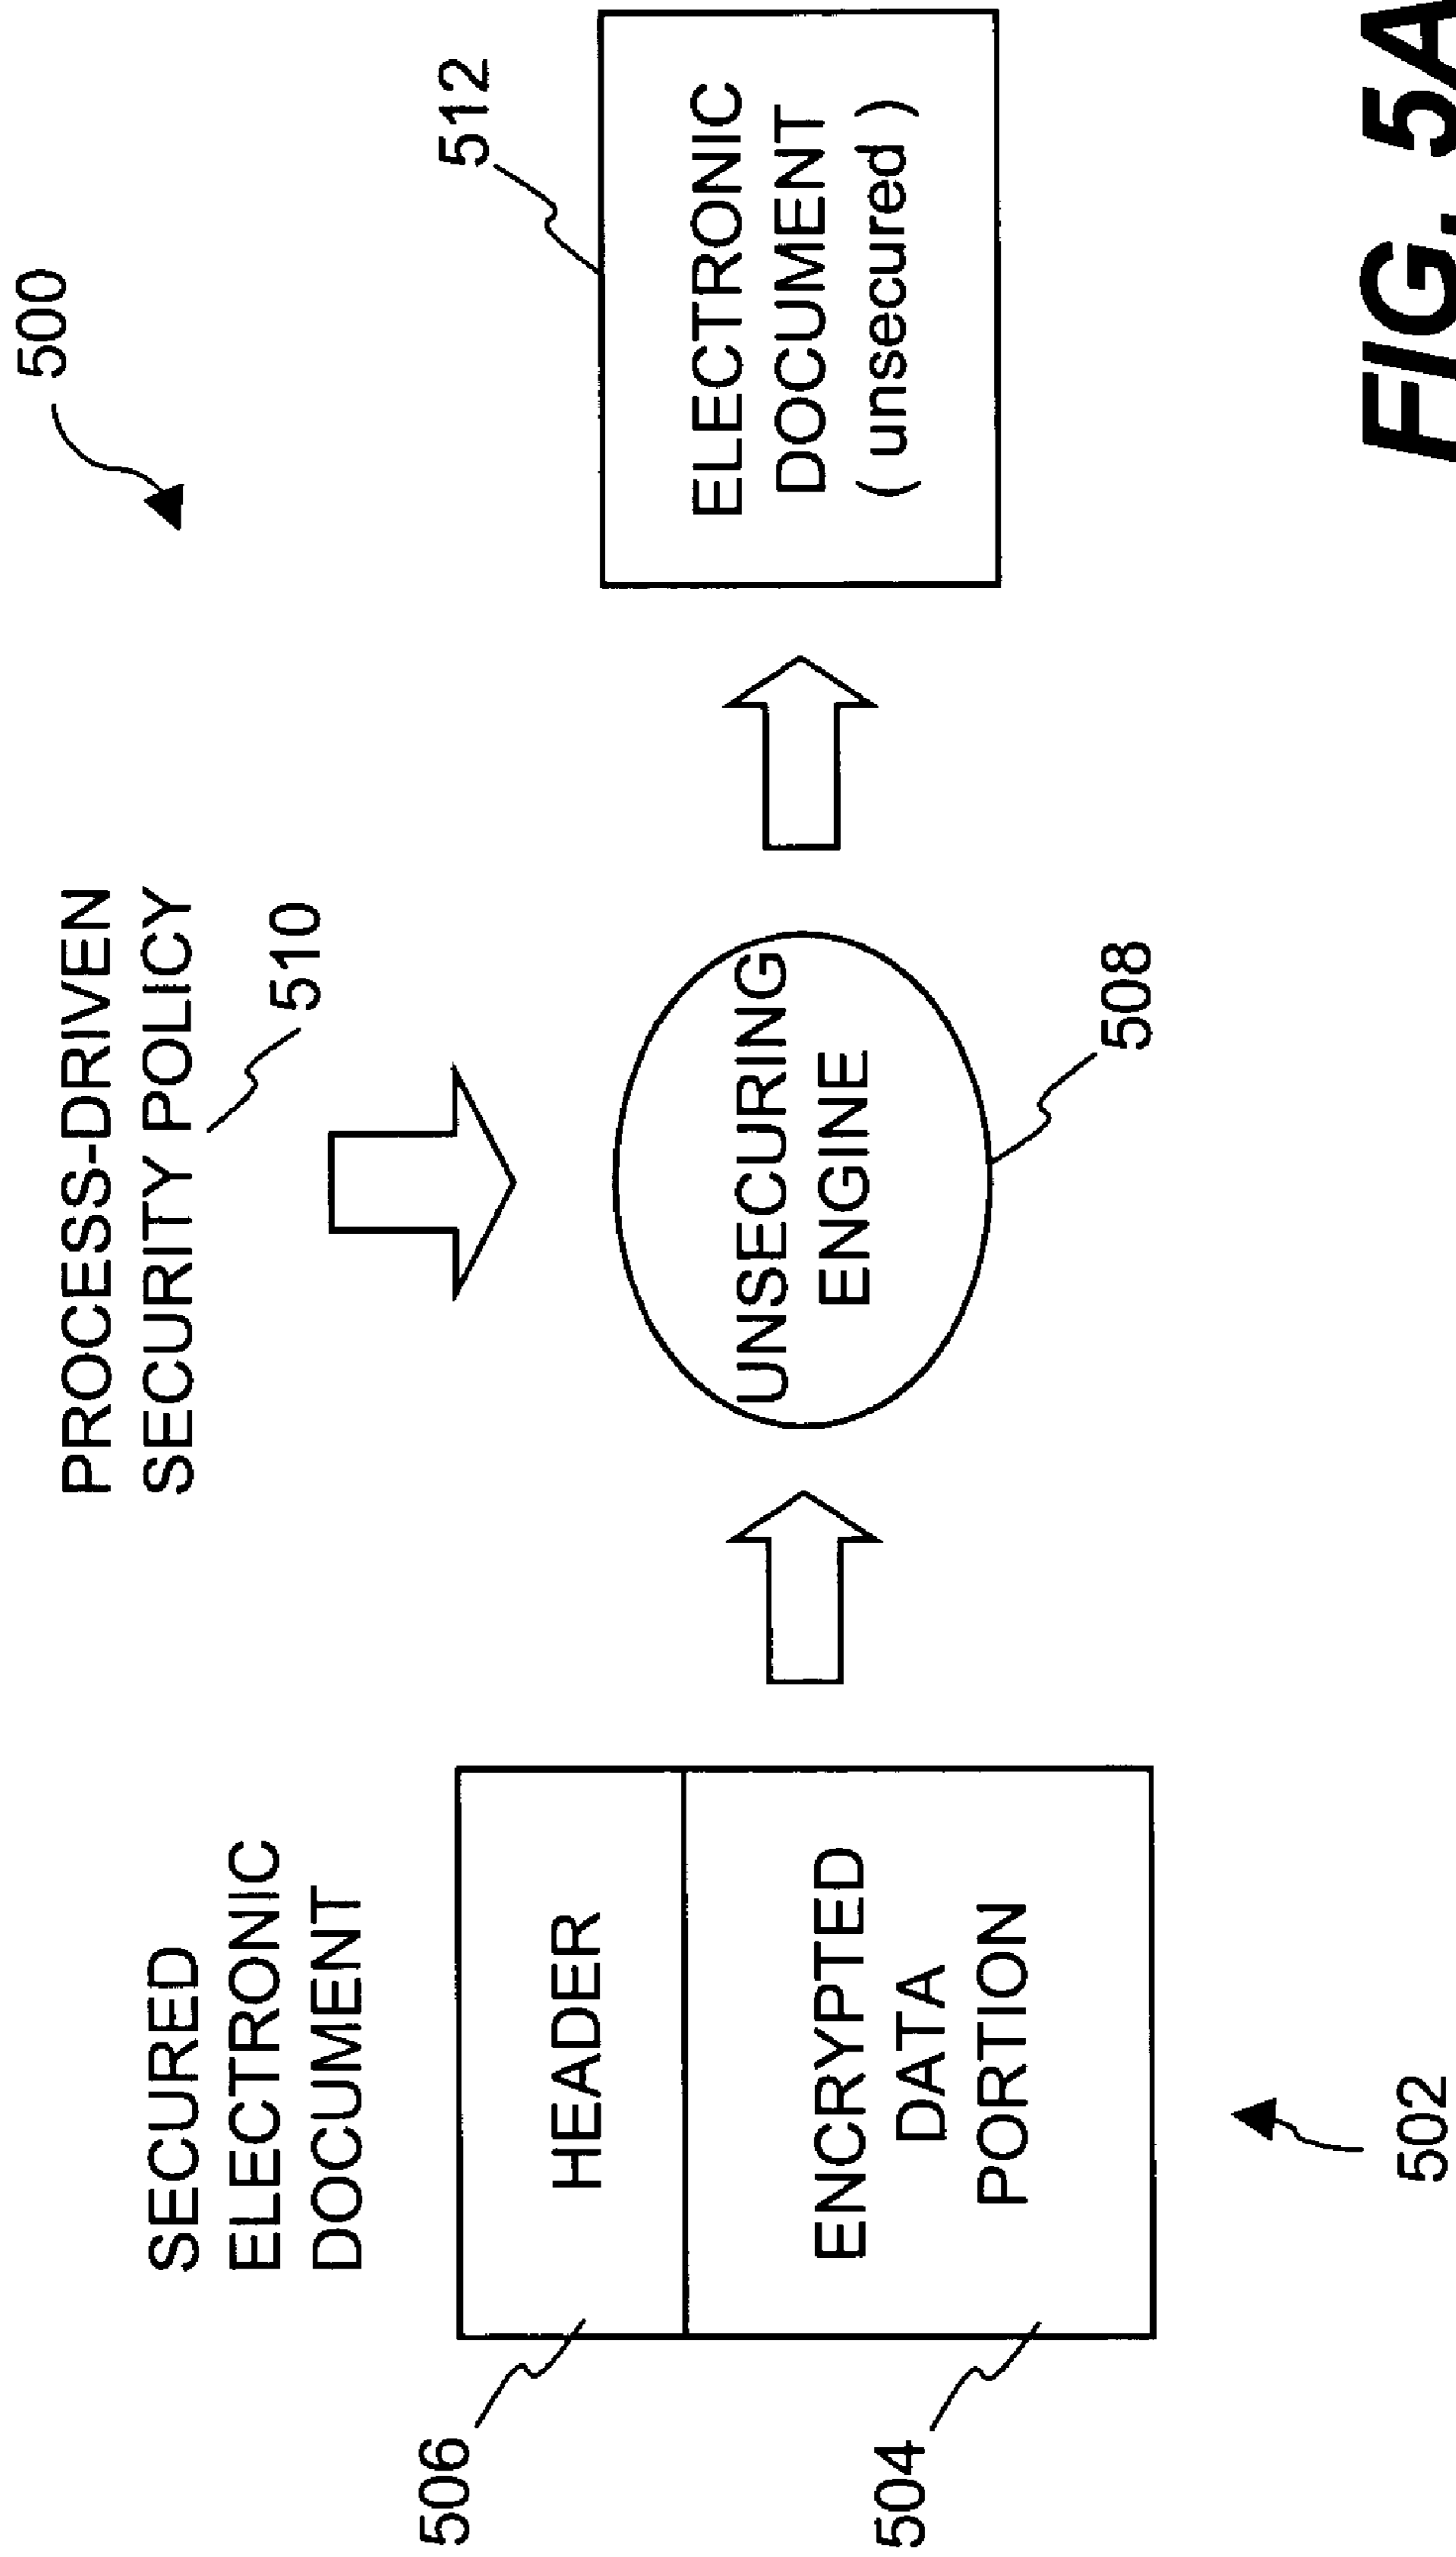 500
PROCESS-DRIVEN
SECURITY POLICY
510
SECURED
ELECTRONIC
DOCUMENT
506
HEADER
504
ENCRYPTED
DATA
PORTION
502
UNSECURING
ENGINE
508
512
ELECTRONIC
DOCUMENT
( unsecured )
FIG. 5A